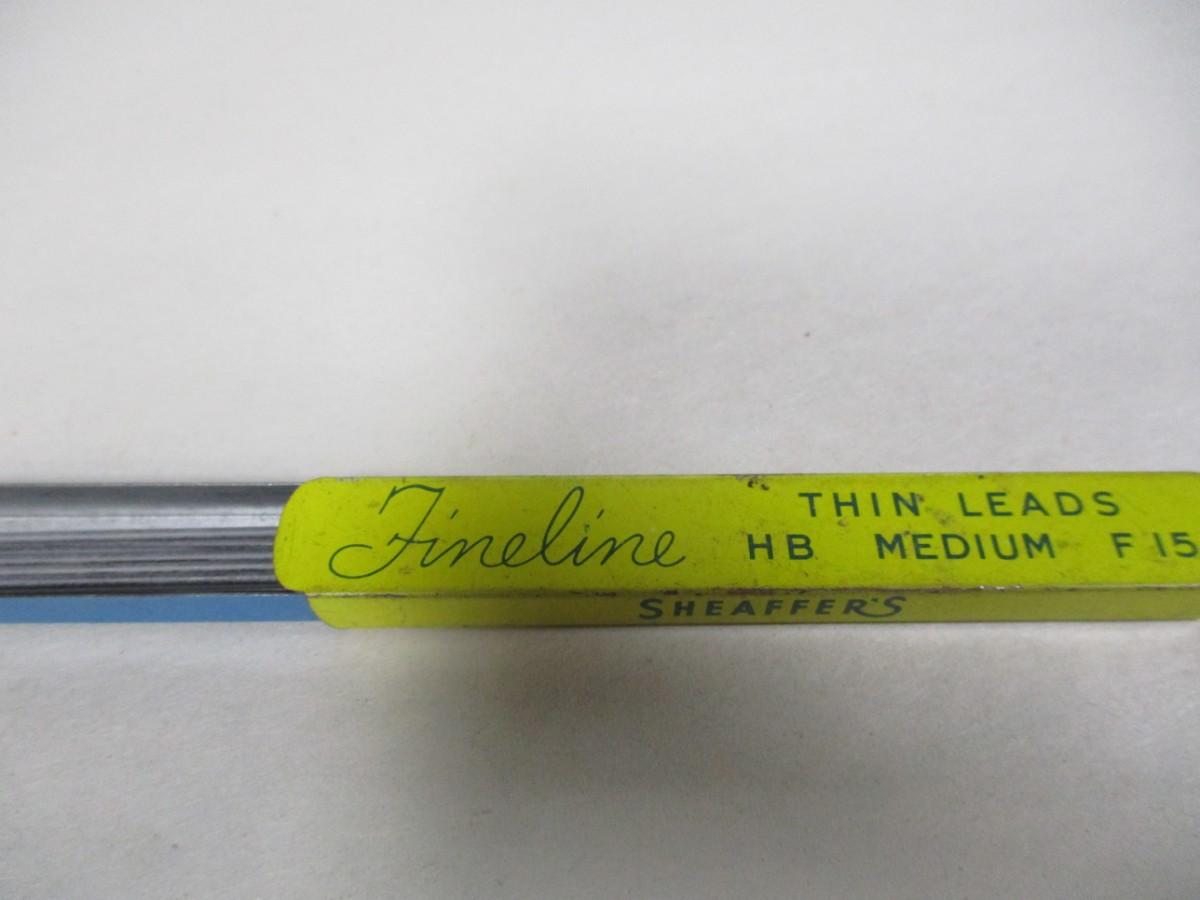 Fineline
THIN LEADS
HB MEDIUM F 15
SHEAFFER'S